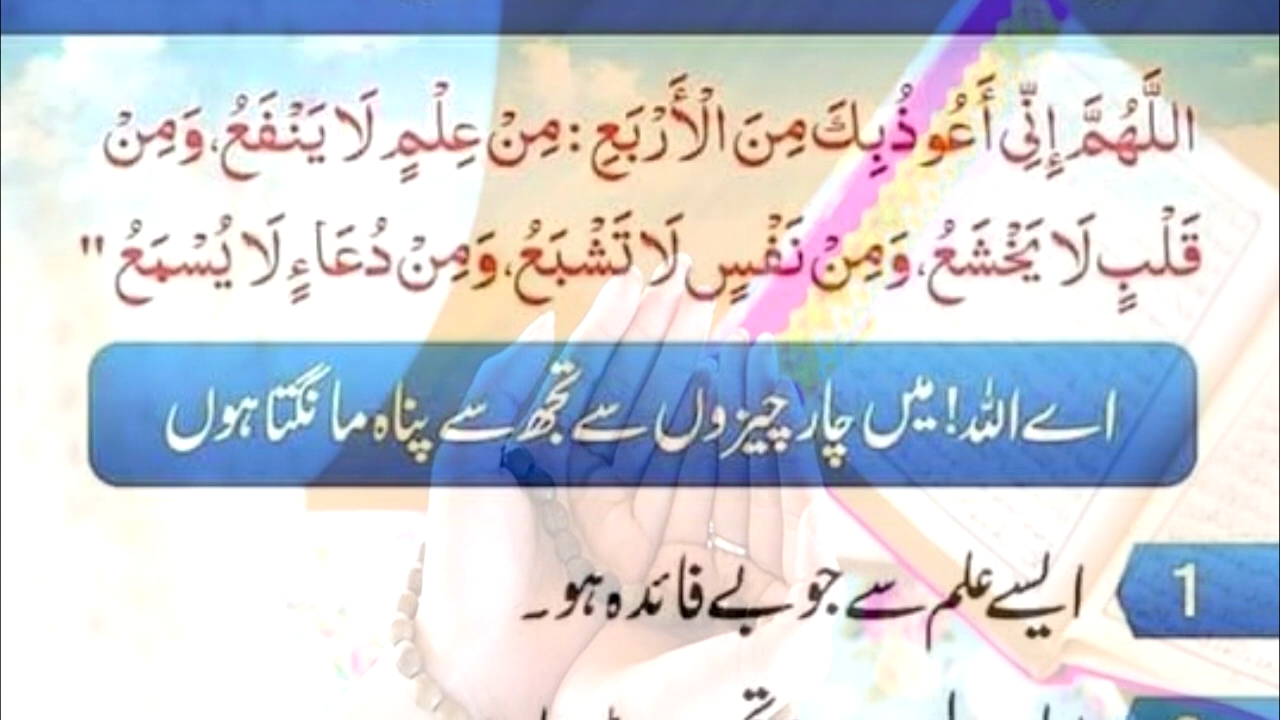 اللَّهُمَّ إِنِّى أَعُوذُ بِكَ مِنَ الْأَرْبَعِ : مِنْ عِلْمٍ لَا يَنْفَعُ، وَمِنْ
قَلْبٍ لَا يَخْشَعُ، وَمِنْ نَفْسٍ لَا تَشْبَعُ، وَمِنْ دُعَاءٍ لَا يُسْمَعُ "
اے اللہ! میں چار چیزوں سے تجھ سے پناہ مانگتا ہوں
1 ایسے علم سے جو بے فائدہ ہو۔